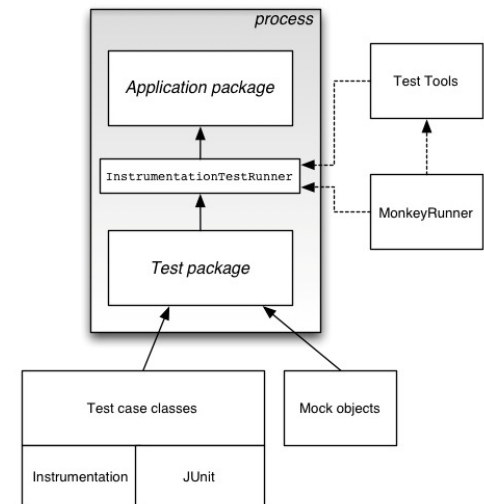 process
Application package
Test Tools
InstrumentationTestRunner
MonkeyRunner
Test package
Test case classes
Mock objects
Instrumentation
JUnit